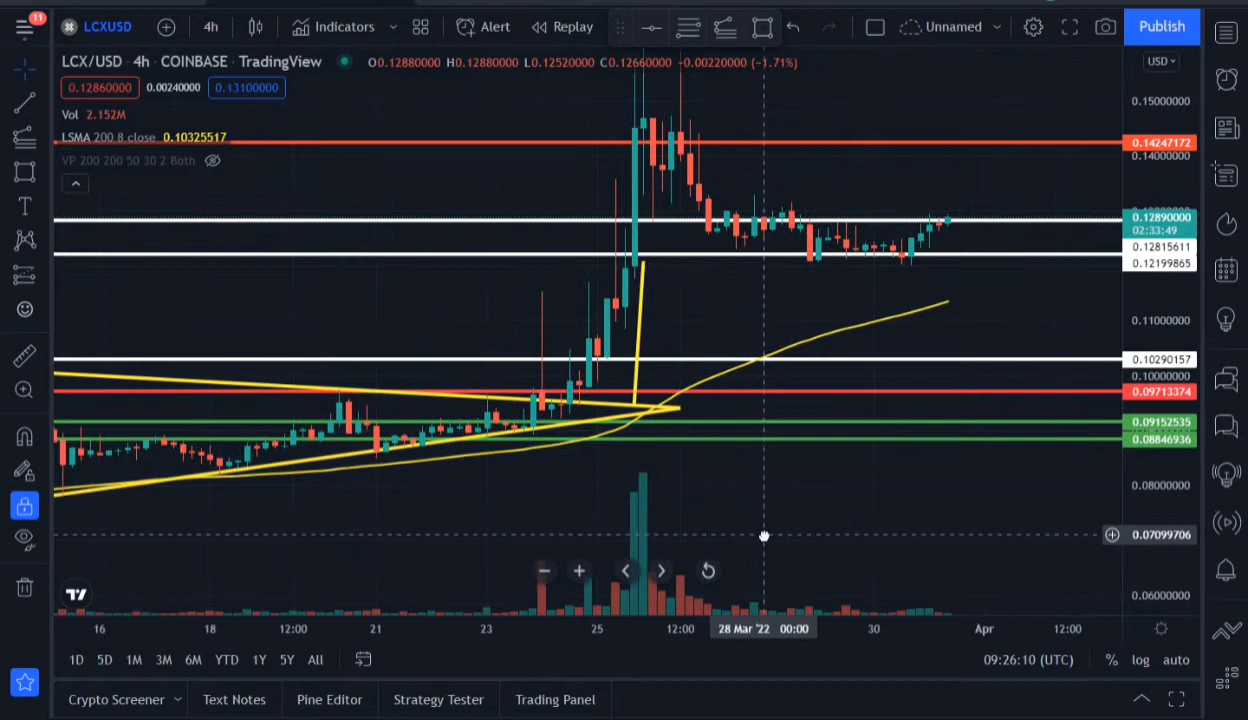 11
LCXUSD 4h Indicators Alert Replay Unnamed Publish
LCX/USD · 4h · COINBASE · TradingView O0.12880000 H0.12880000 L0.12520000 C0.12660000 -0.00220000 (-1.71%)
USD
0.12860000 0.00240000 0.13100000
Vol 2.152M
LSMA 200 8 close 0.10325517
VP 200 200 50 30 2 Both
0.15000000
0.14247172
0.14000000
0.12890000
02:33:49
0.12815611
0.12199865
0.11000000
0.10290157
0.10000000
0.09713374
0.09152535
0.08846936
0.08000000
0.07099706
0.06000000
16 18 12:00 21 23 25 12:00 28 Mar '22 00:00 30 Apr 12:00
1D 5D 1M 3M 6M YTD 1Y 5Y All 09:26:10 (UTC) % log auto
Crypto Screener Text Notes Pine Editor Strategy Tester Trading Panel